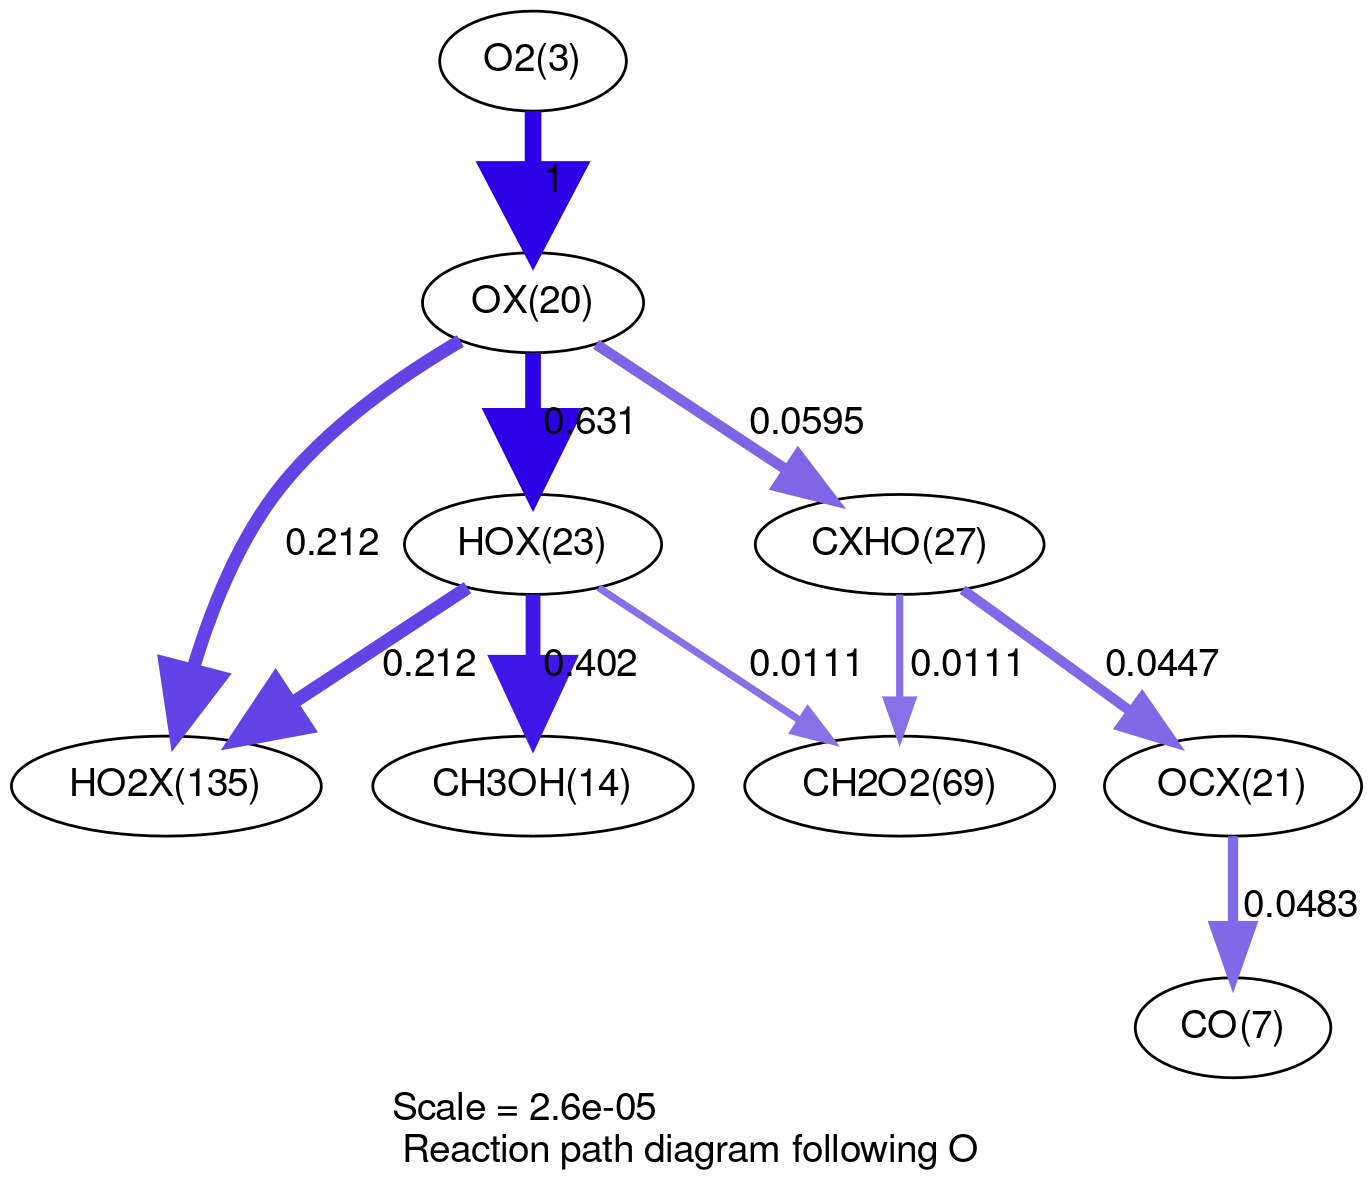 O2(3)
1
OX(20)
0.631
0.0595
0.212
HOX(23)
CXHO(27)
0.212
0.402
0.0111
0.0111
0.0447
HO2X(135)
CH3OH(14)
CH2O2(69)
OCX(21)
0.0483
CO(7)
Scale = 2.6e-05
Reaction path diagram following O